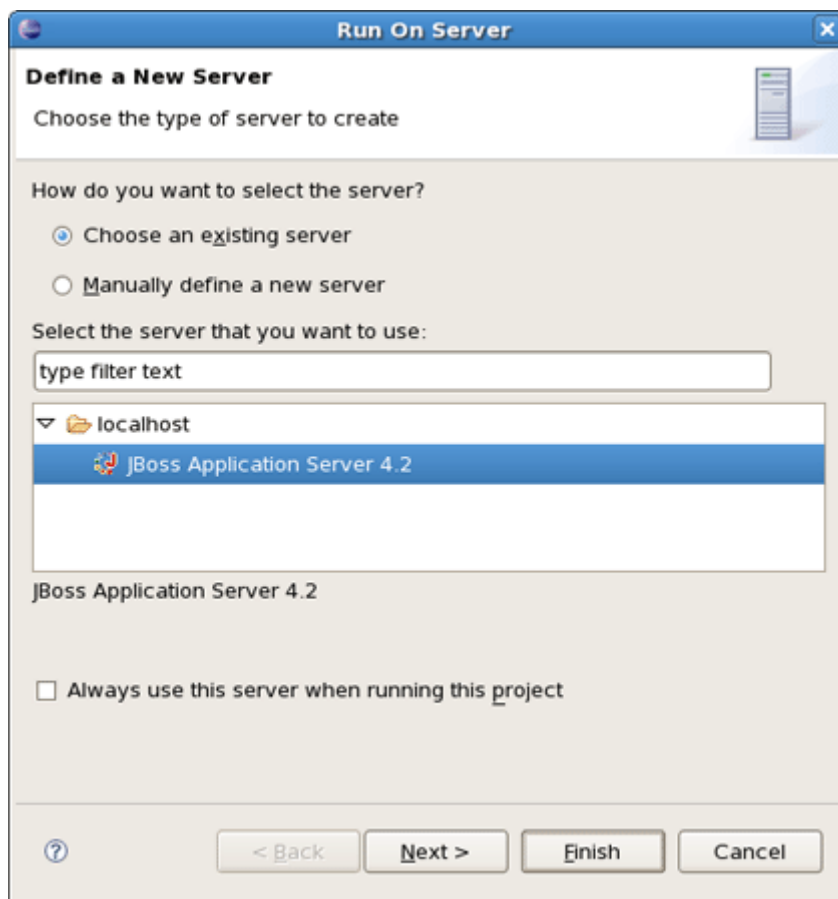 Run On Server
Define a New Server
Choose the type of server to create
How do you want to select the server?
Choose an existing server
Manually define a new server
Select the server that you want to use:
type filter text
localhost
JBoss Application Server 4.2
JBoss Application Server 4.2
Always use this server when running this project
? < Back Next > Finish Cancel